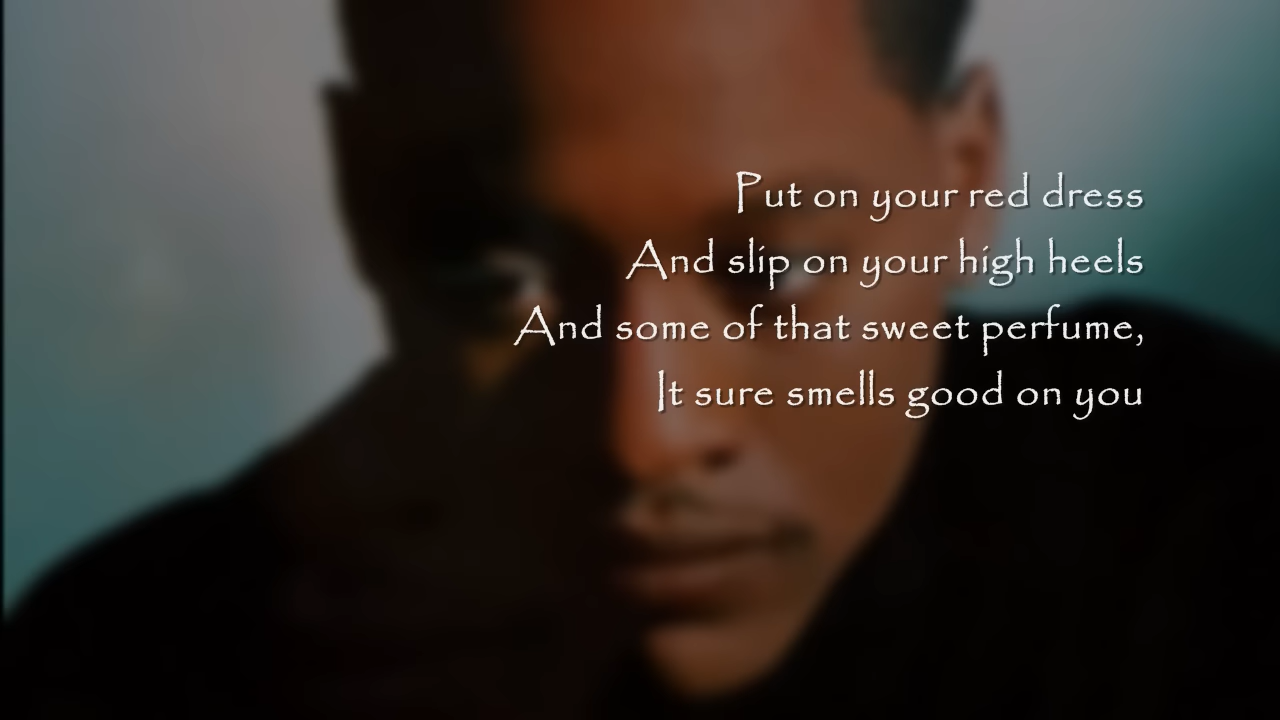 Put on your red dress
And slip on your high heels
And some of that sweet perfume,
It sure smells good on you